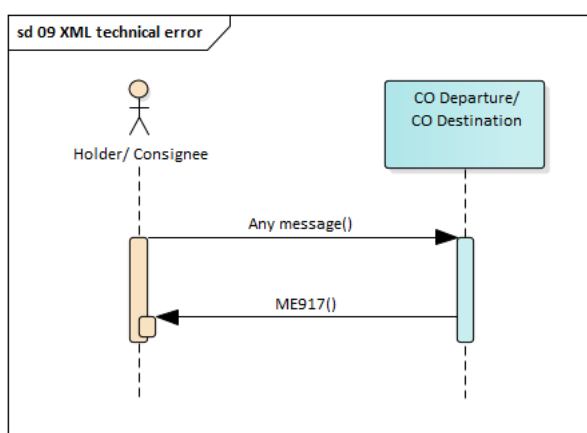 sd 09 XML technical error
CO Departure/
CO Destination
Holder/ Consignee
Any message()
ME917()